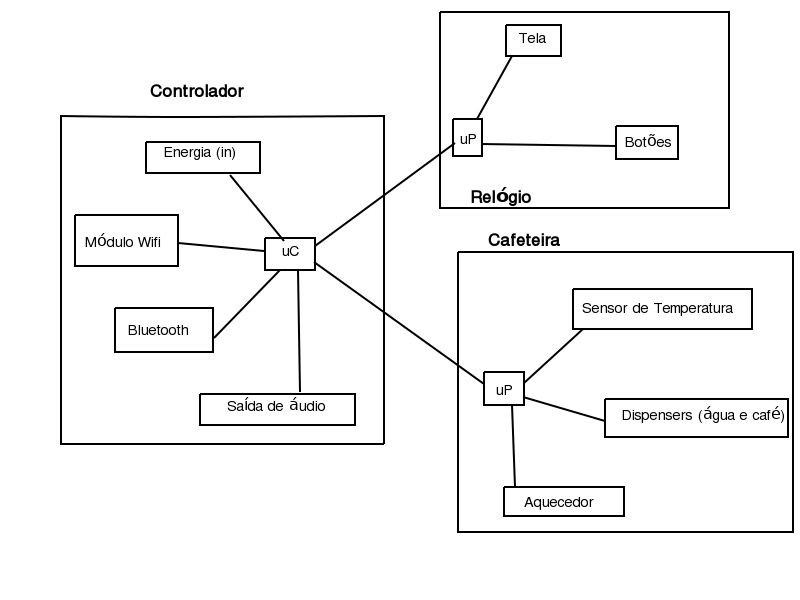 Controlador
Energia (in)
Módulo Wifi
uC
Bluetooth
Saída de áudio
Tela
uP
Botões
Relógio
Cafeteira
Sensor de Temperatura
uP
Dispensers (água e café)
Aquecedor